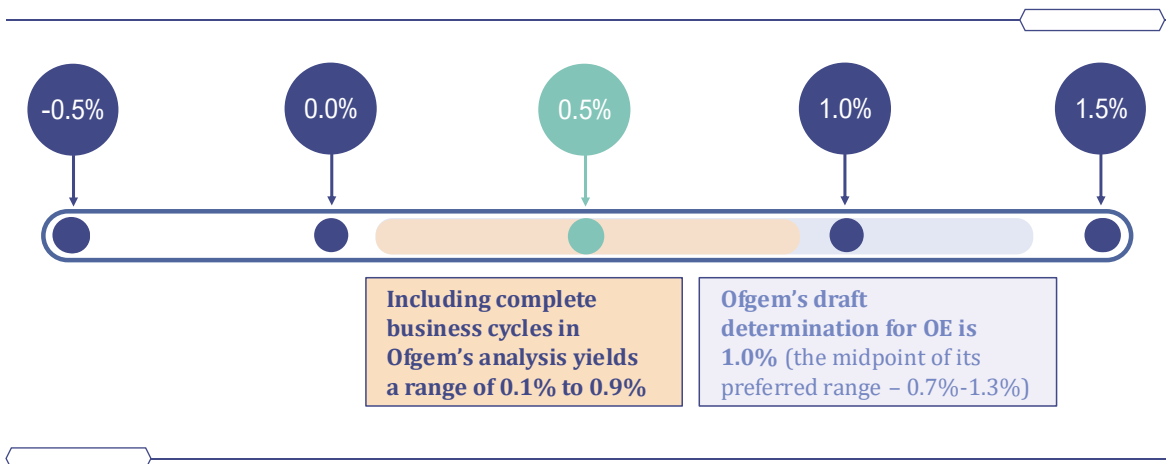 -0.5%
0.0%
0.5%
1.0%
1.5%
Including complete
business cycles in
Ofgem’s analysis yields
a range of 0.1% to 0.9%
Ofgem’s draft
determination for OE is
1.0% (the midpoint of its
preferred range – 0.7%-1.3%)